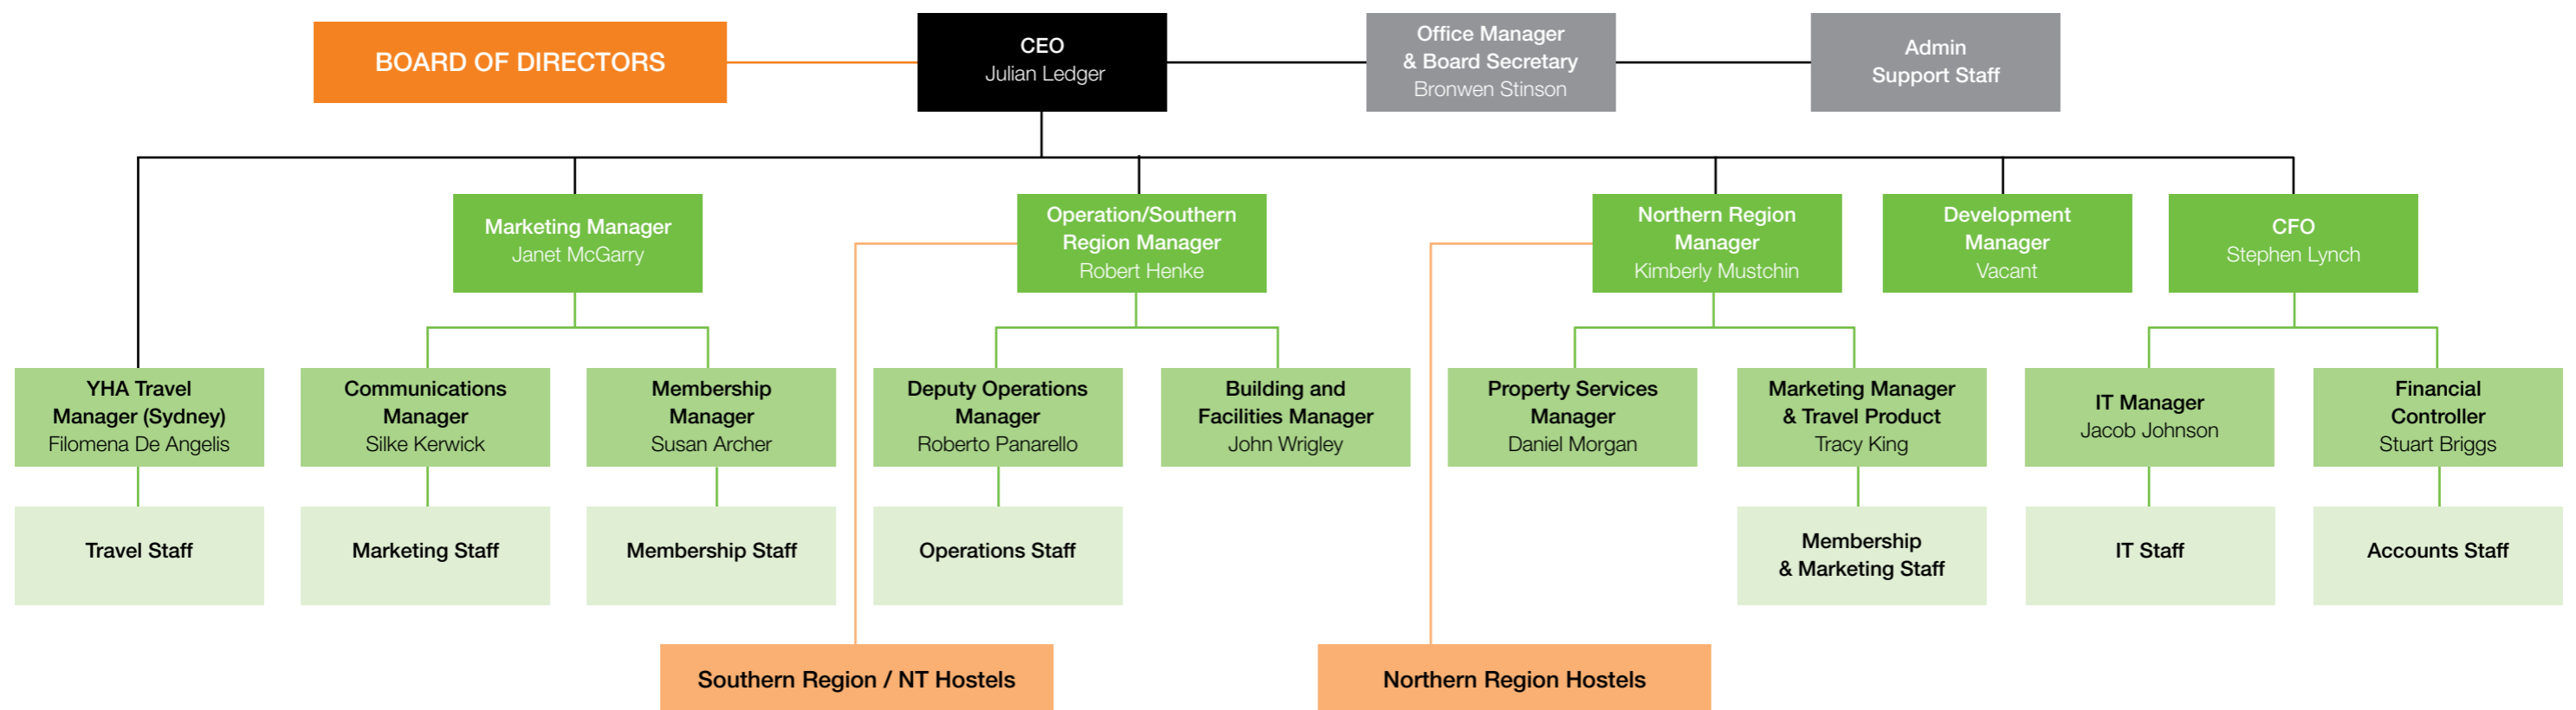 BOARD OF DIRECTORS
CEO
Julian Ledger
Office Manager
& Board Secretary
Bronwen Stinson
Admin
Support Staff
Marketing Manager
Janet McGarry
Operation/Southern
Region Manager
Robert Henke
Northern Region
Manager
Kimberly Mustchin
Development
Manager
Vacant
CFO
Stephen Lynch
YHA Travel
Manager (Sydney)
Filomena De Angelis
Communications
Manager
Silke Kerwick
Membership
Manager
Susan Archer
Deputy Operations
Manager
Roberto Panarello
Building and
Facilities Manager
John Wrigley
Property Services
Manager
Daniel Morgan
Marketing Manager
& Travel Product
Tracy King
IT Manager
Jacob Johnson
Financial
Controller
Stuart Briggs
Travel Staff
Marketing Staff
Membership Staff
Operations Staff
Membership
& Marketing Staff
IT Staff
Accounts Staff
Southern Region / NT Hostels
Northern Region Hostels